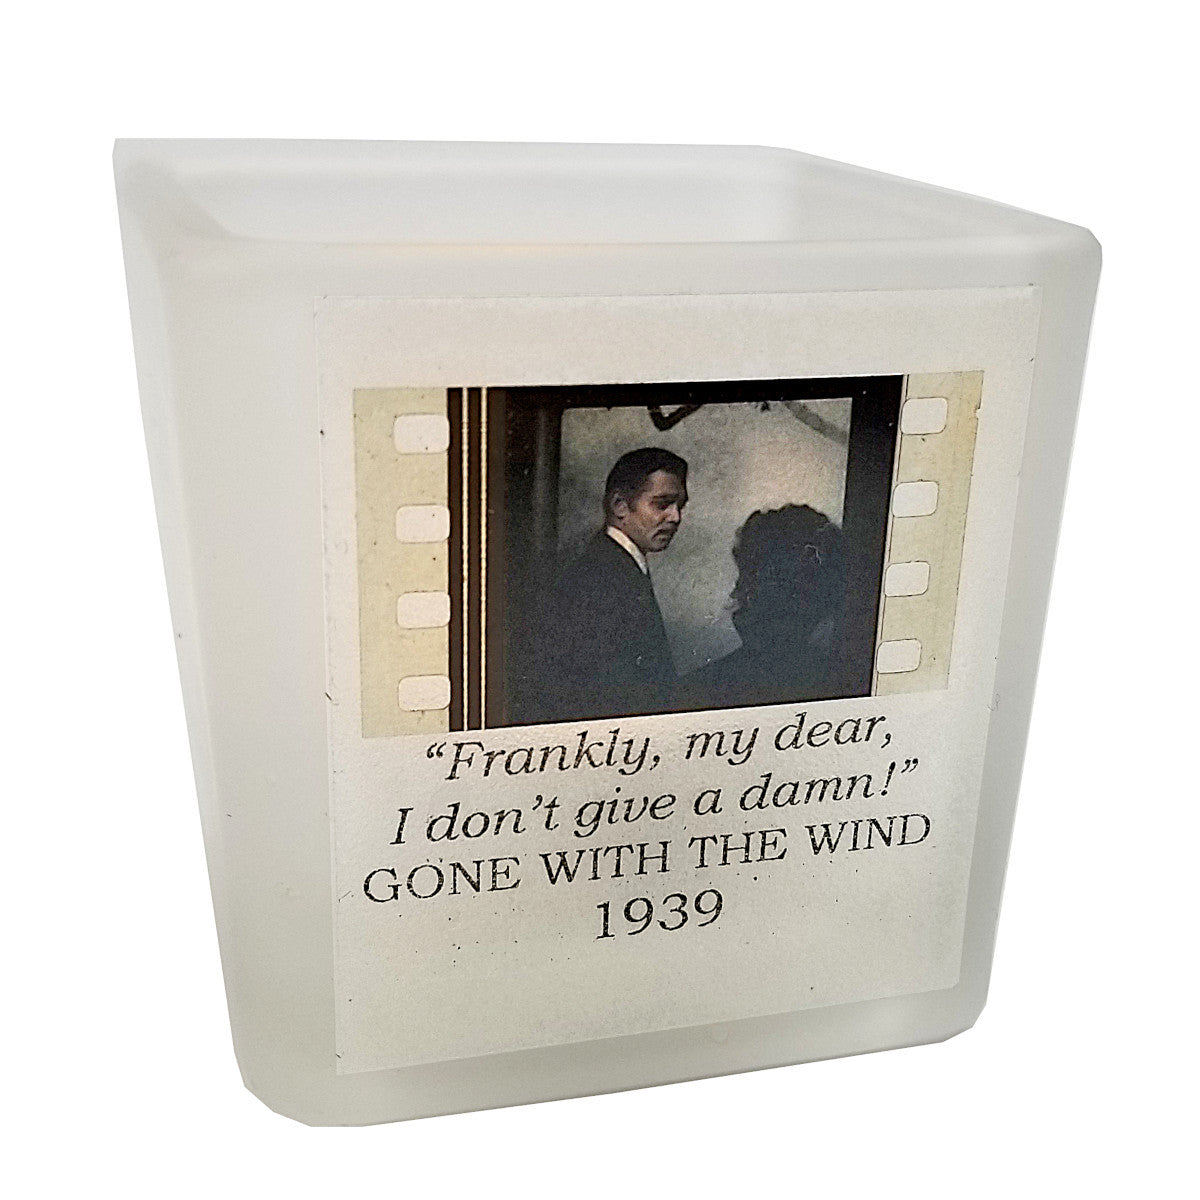 “Frankly, my dear,
I don’t give a damn!”
GONE WITH THE WIND
1939